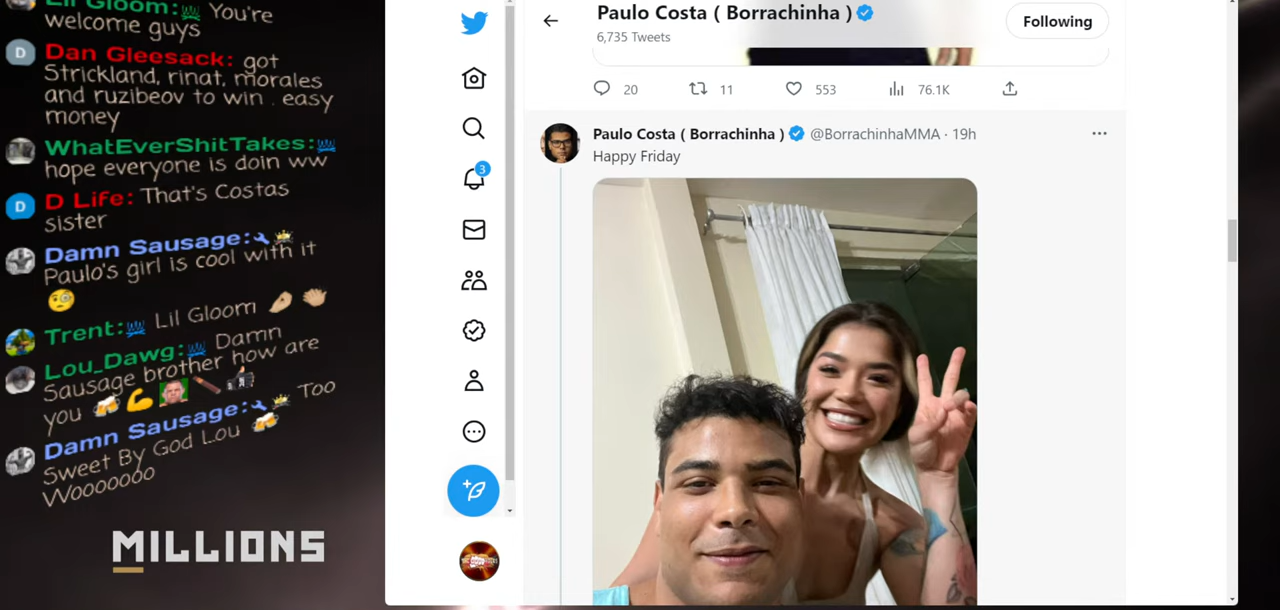 Lil Gloom: You're
welcome guys
D Dan Gleesack: got
Strickland, rinat, morales
and ruzibeov to win . easy
money
WhatEverShitTakes:
hope everyone is doin ww
D D Life: That's Costas
sister
Damn Sausage:
Paulo's girl is cool with it
🧐
Trent: Lil Gloom 🤌🏼 👏🏼
Lou_Dawg: Damn
Sausage brother how are
you 🍻 💪
Damn Sausage: Too
Sweet By God Lou 🍻
Wooooooo
MILLIONS
3
Paulo Costa ( Borrachinha )
6,735 Tweets
Following
20 11 553 76.1K
Paulo Costa ( Borrachinha ) @BorrachinhaMMA · 19h
Happy Friday